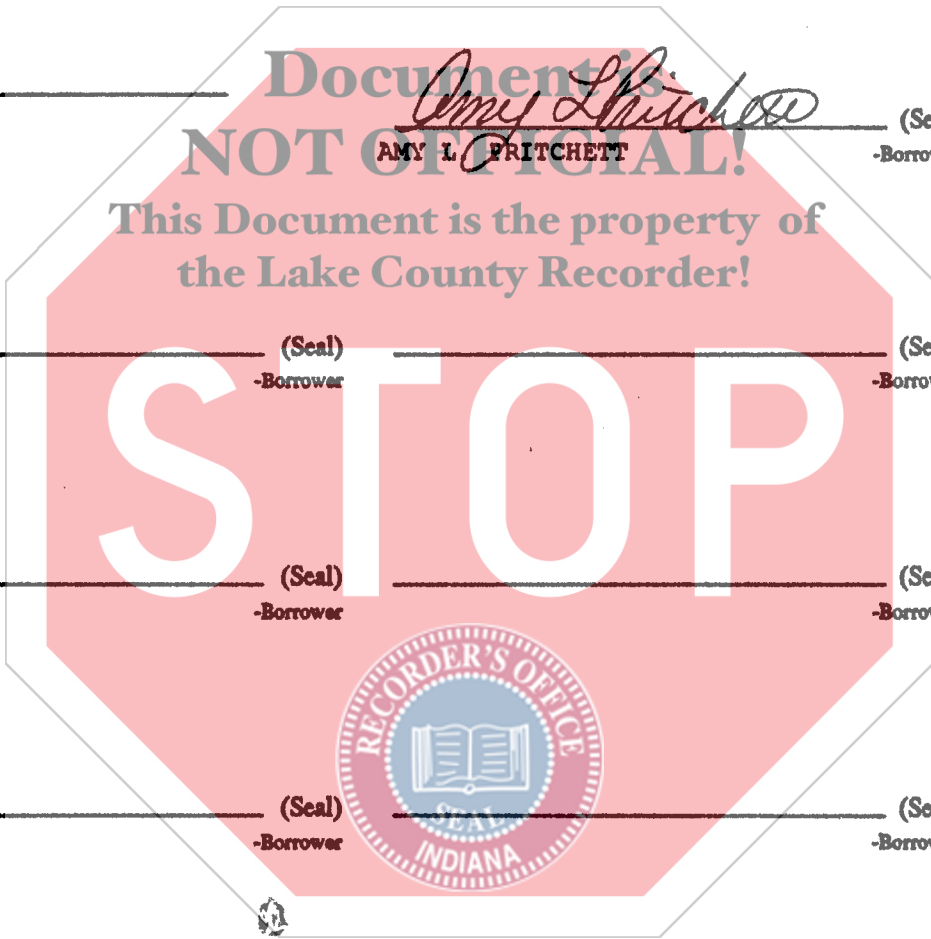 Document is
Amy L Pritchett
(Se
NOT OFFICIAL!
AMY L PRITCHETT
-Borrow
This Document is the property of
the Lake County Recorder!
(Seal)
(Se
-Borrower
-Borrow
STOP
(Seal)
(Se
-Borrower
-Borrow
RECORDER'S OFFICE
(Seal)
(Se
SEAL
-Borrower
-Borrow
INDIANA